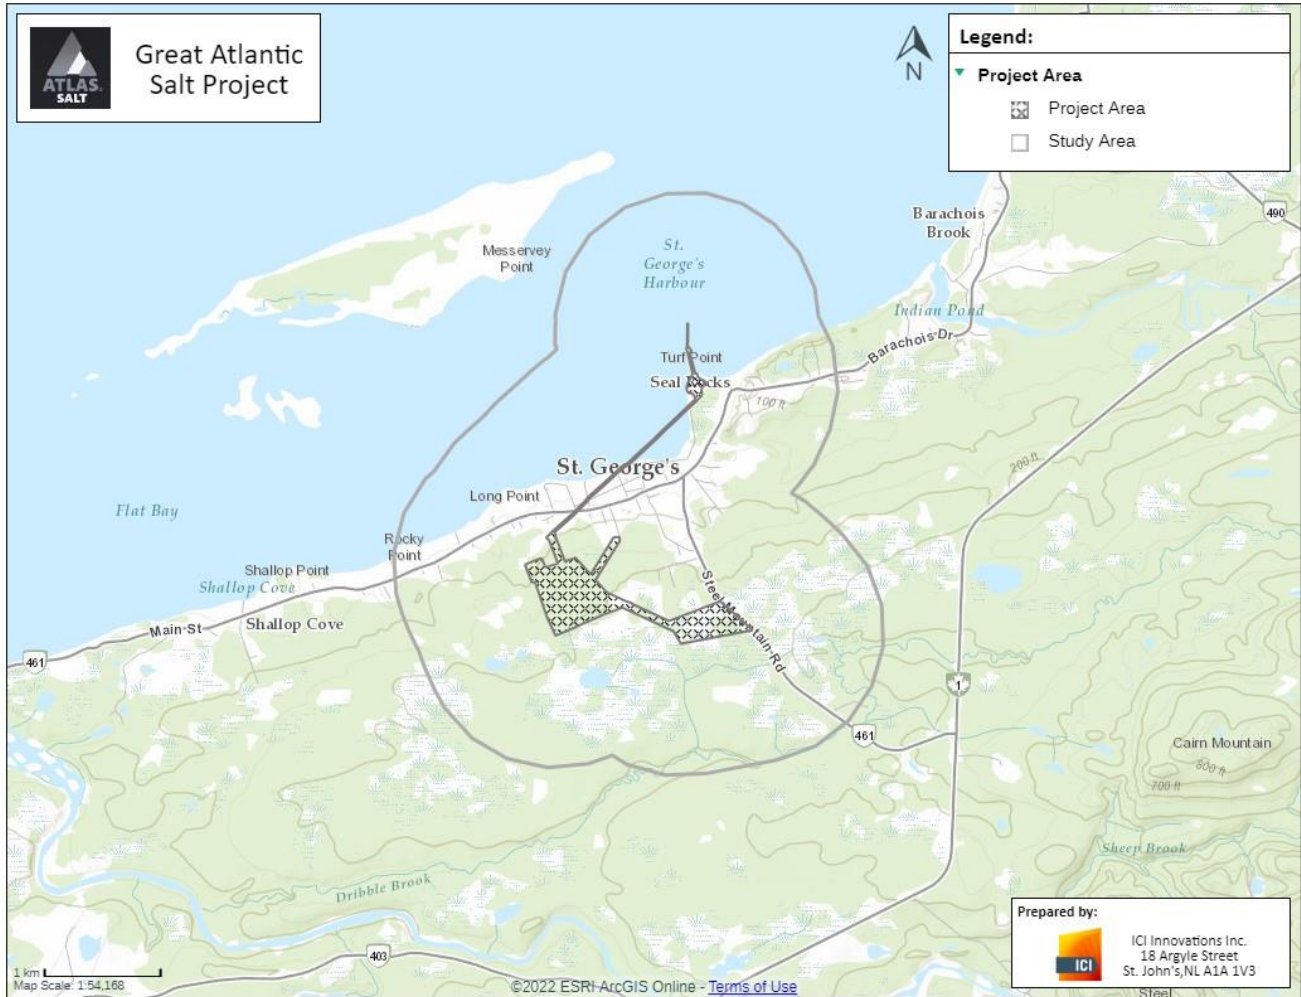 ATLAS
SALT
Great Atlantic
Salt Project
N
Legend:
Project Area
Project Area
Study Area
490
Barachois
Brook
Messervey
Point
St.
George's
Harbour
Indian Pond
Barachois Dr
Turf Point
Seal Rocks
100 ft
St. George's
200 ft
Long Point
Flat Bay
Rocky
Point
Shallop Point
Shallop Cove
Shallop Cove
Main St
461
Steel Mountain Rd
1
461
Cairn Mountain
800 ft
700 ft
Sheep Brook
Dribble Brook
403
Prepared by:
ICI
ICI Innovations Inc.
18 Argyle Street
St. John's,NL A1A 1V3
Steel
1 km
Map Scale: 1:54,168
©2022 ESRI ArcGIS Online - Terms of Use